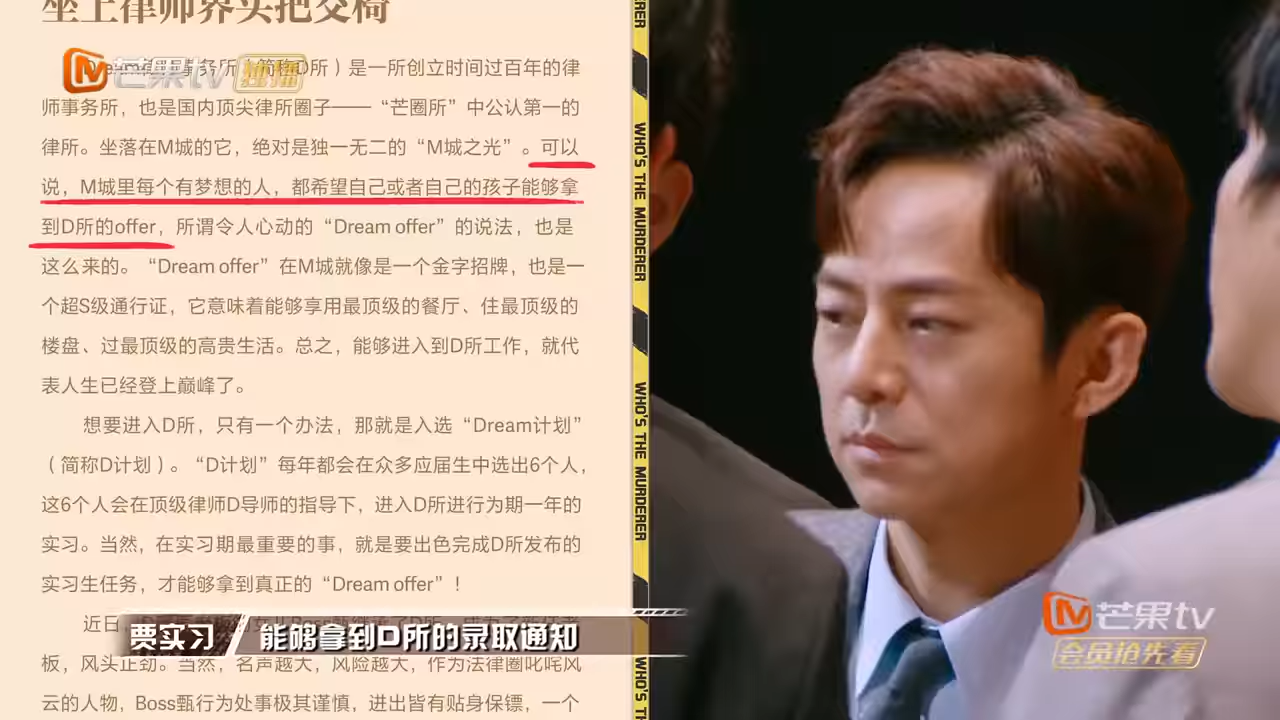 坐上律师界头把交椅
芒果tv 独播
Dream律师事务所（简称D所）是一所创立时间过百年的律
师事务所，也是国内顶尖律所圈子——“芒圈所”中公认第一的
律所。坐落在M城的它，绝对是独一无二的“M城之光”。可以
说，M城里每个有梦想的人，都希望自己或者自己的孩子能够拿
到D所的offer，所谓令人心动的“Dream offer”的说法，也是
这么来的。“Dream offer”在M城就像是一个金字招牌，也是一
个超S级通行证，它意味着能够享用最顶级的餐厅、住最顶级的
楼盘、过最顶级的高贵生活。总之，能够进入到D所工作，就代
表人生已经登上巅峰了。
想要进入D所，只有一个办法，那就是入选“Dream计划”
（简称D计划）。“D计划”每年都会在众多应届生中选出6个人，
这6个人会在顶级律师D导师的指导下，进入D所进行为期一年的
实习。当然，在实习期最重要的事，就是要出色完成D所发布的
实习生任务，才能够拿到真正的“Dream offer”！
近日，
板，风头正劲。当然，名声越大，风险越大，作为法律圈叱咤风
云的人物，Boss甄行为处事极其谨慎，进出皆有贴身保镖，一个
贾实习 能够拿到D所的录取通知
WHO'S THE MURDERER
WHO'S THE MURDERER
芒果tv
会员抢先看